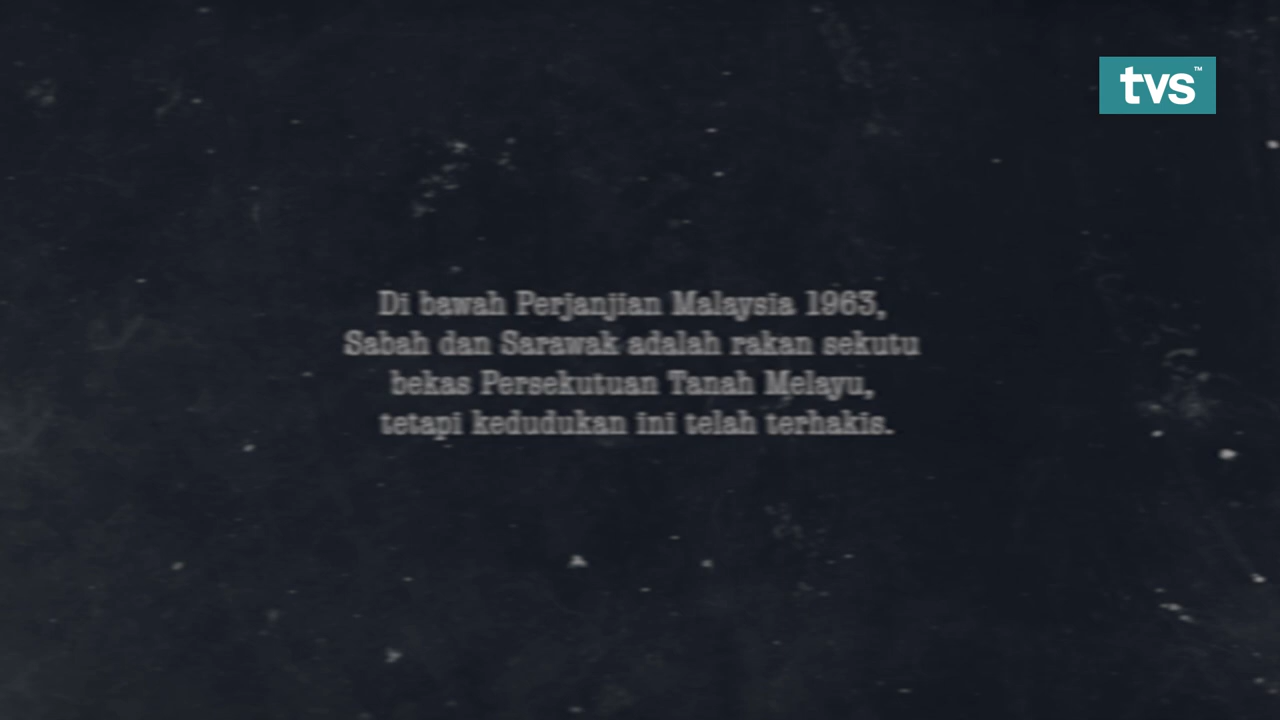 tvs™
Di bawah Perjanjian Malaysia 1963,
Sabah dan Sarawak adalah rakan sekutu
bekas Persekutuan Tanah Melayu,
tetapi kedudukan ini telah terhakis.